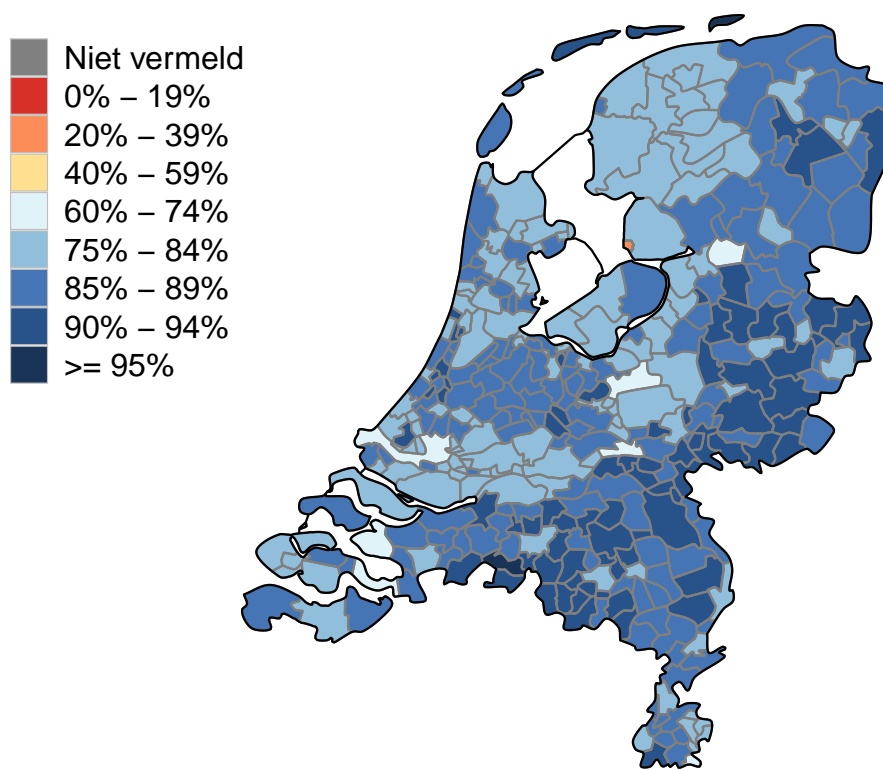 Niet vermeld
0% – 19%
20% – 39%
40% – 59%
60% – 74%
75% – 84%
85% – 89%
90% – 94%
>= 95%